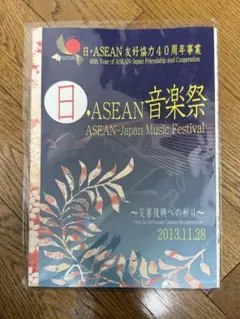 日・ASEAN友好協力40周年事業
40th Year of ASEAN-Japan Friendship and Cooperation
日・ASEAN音楽祭
ASEAN-Japan Music Festival
〜災害復興への祈り〜
2013.11.28